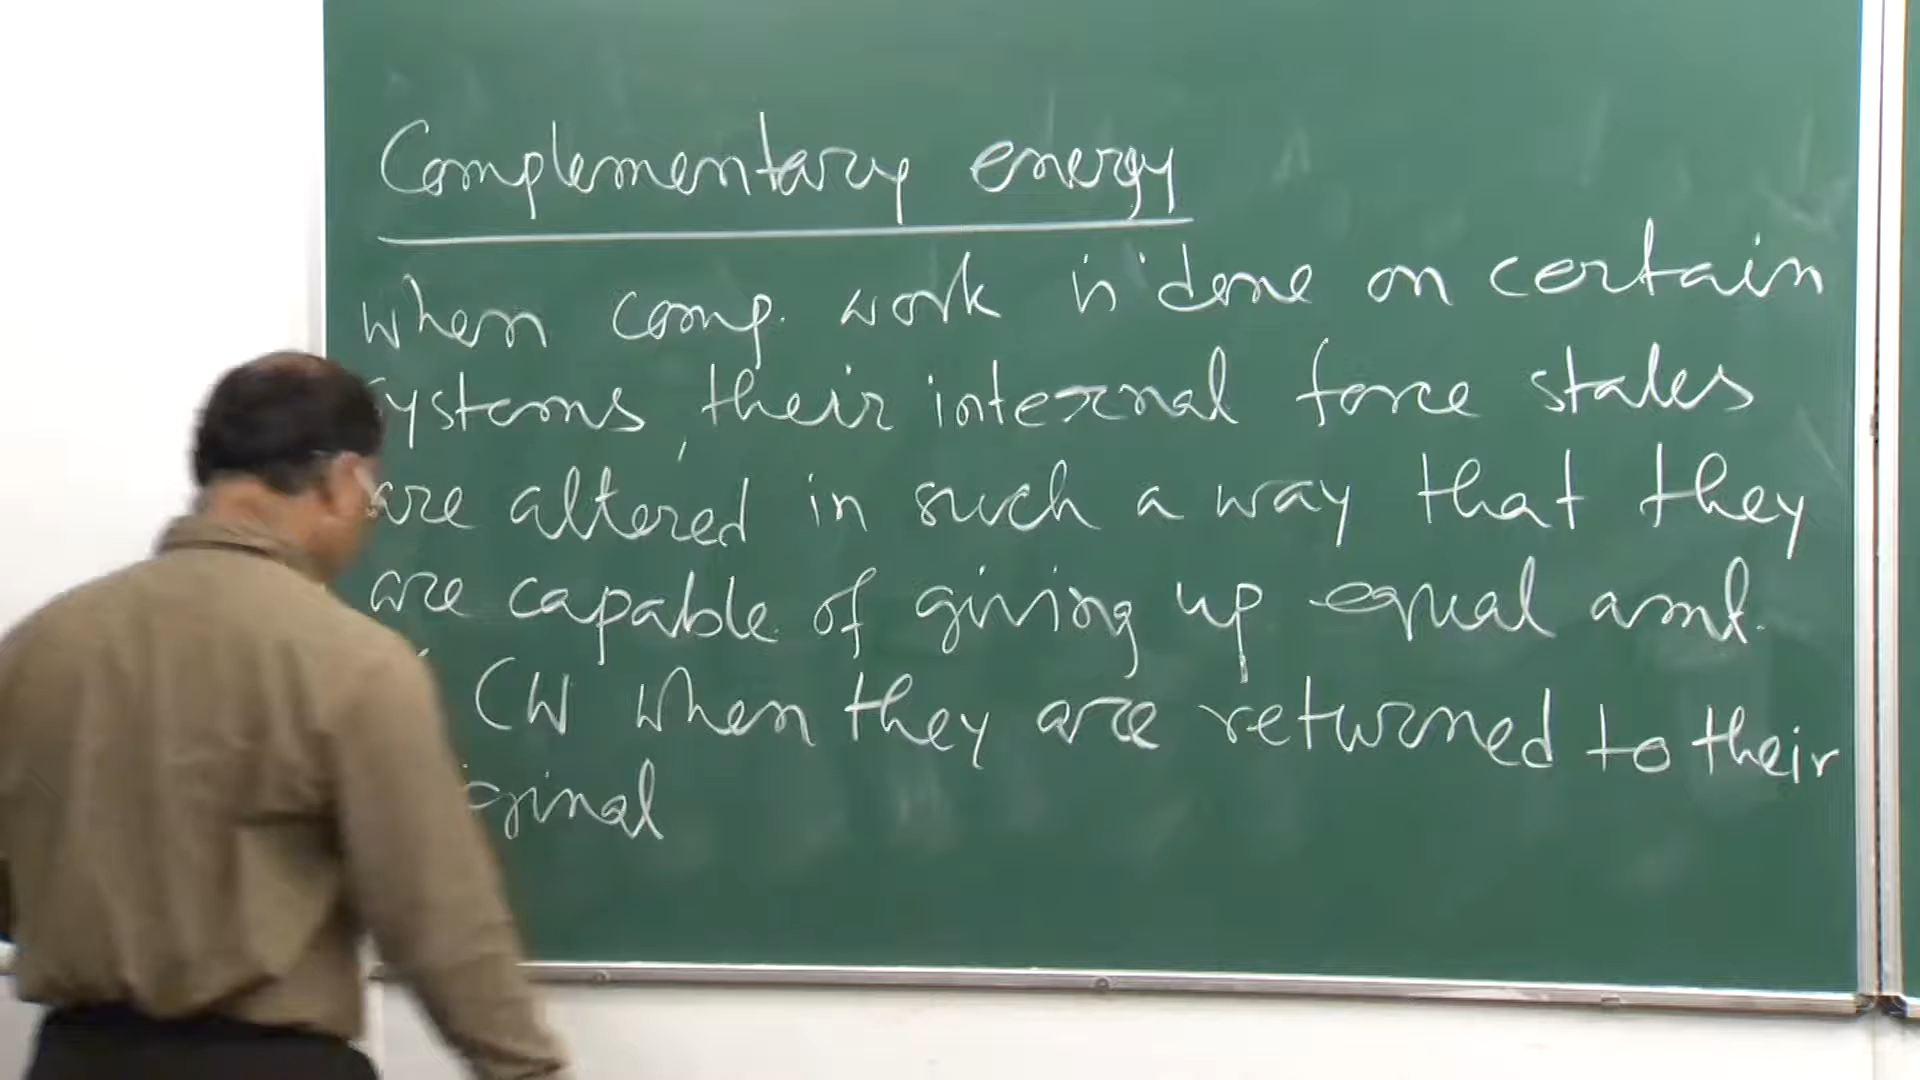 Complementary energy
When comp. work is done on certain
systems, their internal force states
are altered in such a way that they
are capable of giving up equal amt.
CW when they are returned to their